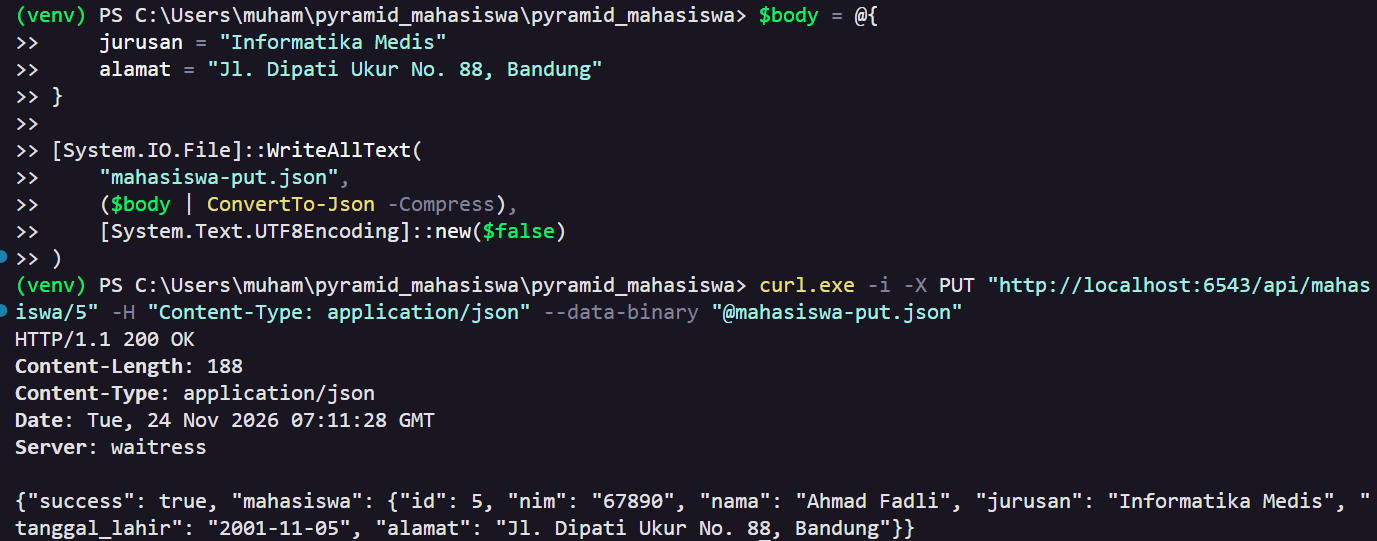 (venv) PS C:\Users\muham\pyramid_mahasiswa\pyramid_mahasiswa> $body = @{
>>     jurusan = "Informatika Medis"
>>     alamat = "Jl. Dipati Ukur No. 88, Bandung"
>> }
>>
>> [System.IO.File]::WriteAllText(
>>     "mahasiswa-put.json",
>>     ($body | ConvertTo-Json -Compress),
>>     [System.Text.UTF8Encoding]::new($false)
>> )
(venv) PS C:\Users\muham\pyramid_mahasiswa\pyramid_mahasiswa> curl.exe -i -X PUT "http://localhost:6543/api/mahas
iswa/5" -H "Content-Type: application/json" --data-binary "@mahasiswa-put.json"
HTTP/1.1 200 OK
Content-Length: 188
Content-Type: application/json
Date: Tue, 24 Nov 2026 07:11:28 GMT
Server: waitress

{"success": true, "mahasiswa": {"id": 5, "nim": "67890", "nama": "Ahmad Fadli", "jurusan": "Informatika Medis", "
tanggal_lahir": "2001-11-05", "alamat": "Jl. Dipati Ukur No. 88, Bandung"}}